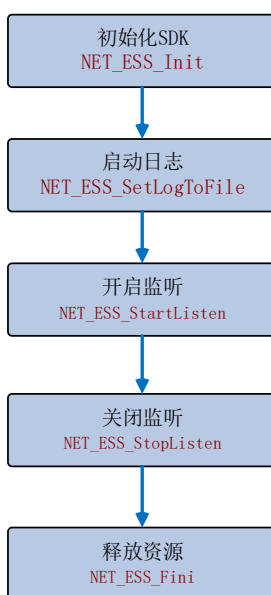 初始化SDK
NET_ESS_Init
启动日志
NET_ESS_SetLogToFile
开启监听
NET_ESS_StartListen
关闭监听
NET_ESS_StopListen
释放资源
NET_ESS_Fini